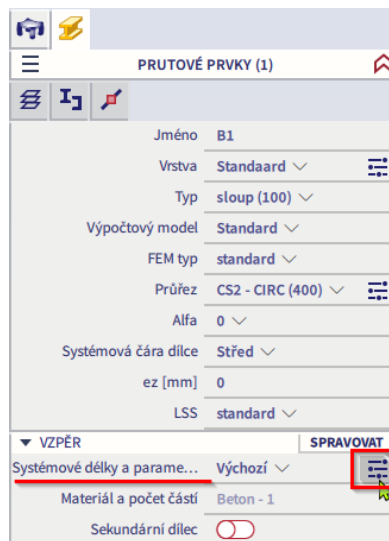 PRUTOVÉ PRVKY (1)
Jméno B1
Vrstva Standaard
Typ sloup (100)
Výpočtový model Standard
FEM typ standard
Průřez CS2 - CIRC (400)
Alfa 0
Systémová čára dílce Střed
ez [mm] 0
LSS standard
VZPĚR SPRAVOVAT
Systémové délky a parame... Výchozí
Materiál a počet částí Beton - 1
Sekundární dílec